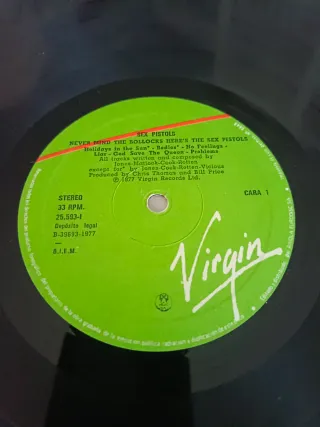 SEX PISTOLS
NEVER MIND THE BOLLOCKS HERE'S THE SEX PISTOLS
Holidays in the Sun* - Bodies* - No Feelings -
Liar - God Save The Queen - Problems
All tracks written and composed by
Jones-Matlock-Cook-Rotten
except for* by Jones-Cook-Rotten-Vicious
Produced by Chris Thomas and Bill Price
℗ 1977 Virgin Records Ltd.
STEREO
33 RPM.
25.593-I
Depósito legal
1977
B.I.E.M.
CARA 1
Virgin